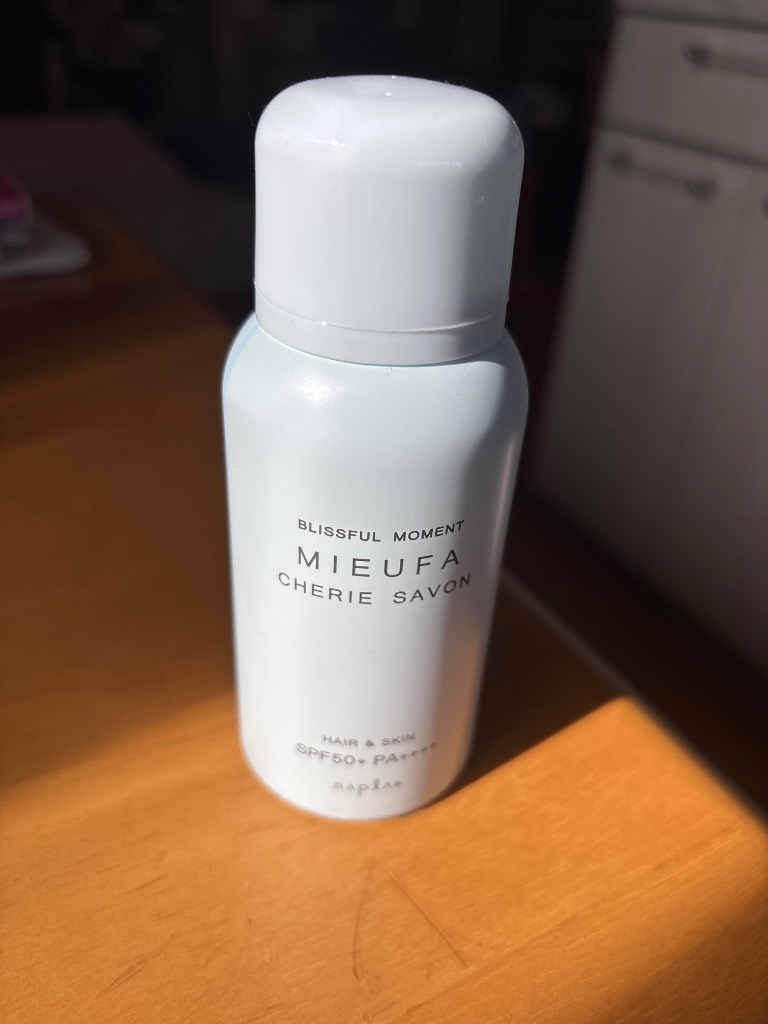 BLISSFUL MOMENT
MIEUFA
CHERIE SAVON
HAIR & SKIN
SPF50+ PA++++
napla